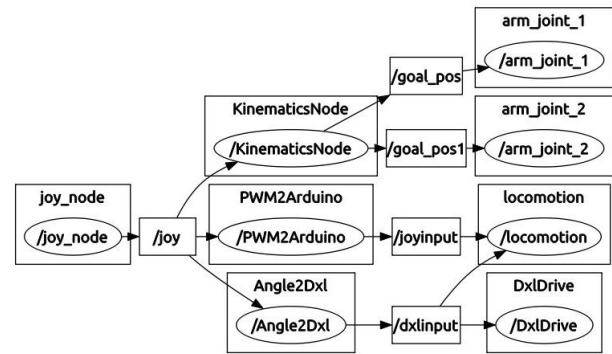 arm_joint_1
/arm_joint_1
/goal_pos
KinematicsNode
/KinematicsNode
/goal_pos1
arm_joint_2
/arm_joint_2
joy_node
/joy_node
/joy
PWM2Arduino
/PWM2Arduino
/joyinput
locomotion
/locomotion
Angle2Dxl
/Angle2Dxl
/dxlinput
DxlDrive
/DxlDrive